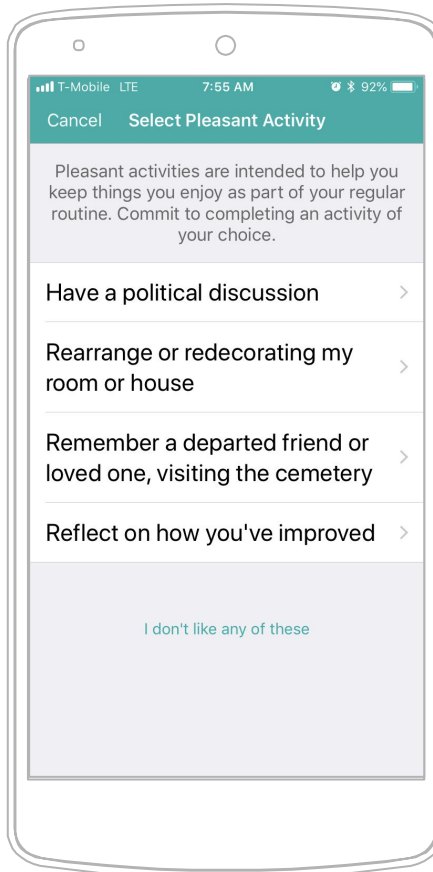 T-Mobile LTE 7:55 AM 92%
Cancel Select Pleasant Activity
Pleasant activities are intended to help you
keep things you enjoy as part of your regular
routine. Commit to completing an activity of
your choice.
Have a political discussion
Rearrange or redecorating my
room or house
Remember a departed friend or
loved one, visiting the cemetery
Reflect on how you've improved
I don't like any of these